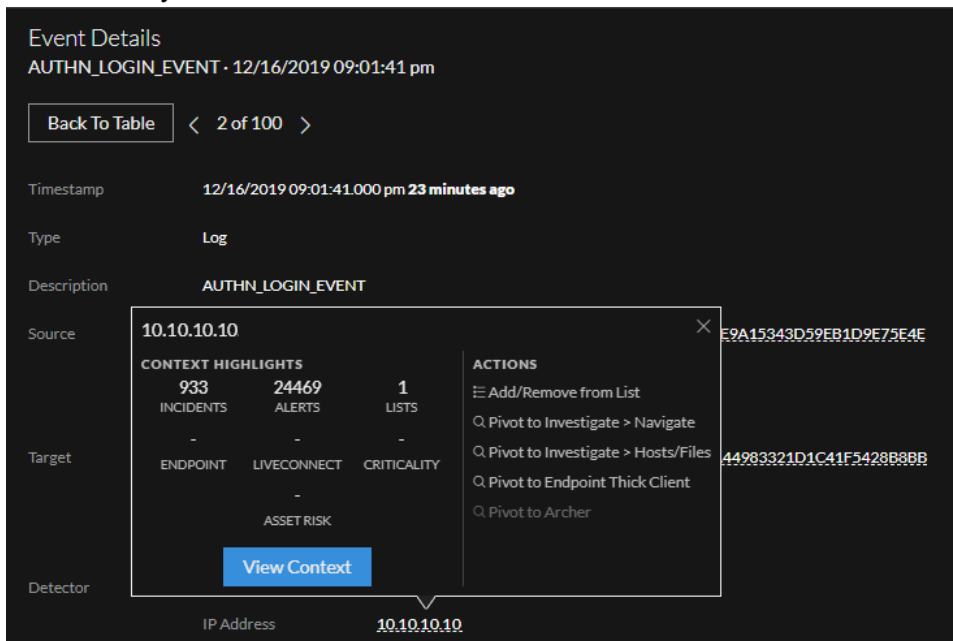 Event Details
AUTHN_LOGIN_EVENT · 12/16/2019 09:01:41 pm
Back To Table < 2 of 100 >
Timestamp 12/16/2019 09:01:41.000 pm 23 minutes ago
Type Log
Description AUTHN_LOGIN_EVENT
Source E9A15343D59EB1D9E75E4E
10.10.10.10
CONTEXT HIGHLIGHTS
933 24469 1
INCIDENTS ALERTS LISTS
- - -
ENDPOINT LIVECONNECT CRITICALITY
-
ASSET RISK
View Context
ACTIONS
Add/Remove from List
Pivot to Investigate > Navigate
Pivot to Investigate > Hosts/Files
Pivot to Endpoint Thick Client
Pivot to Archer
Target 44983321D1C41F5428B8BB
Detector
IP Address 10.10.10.10